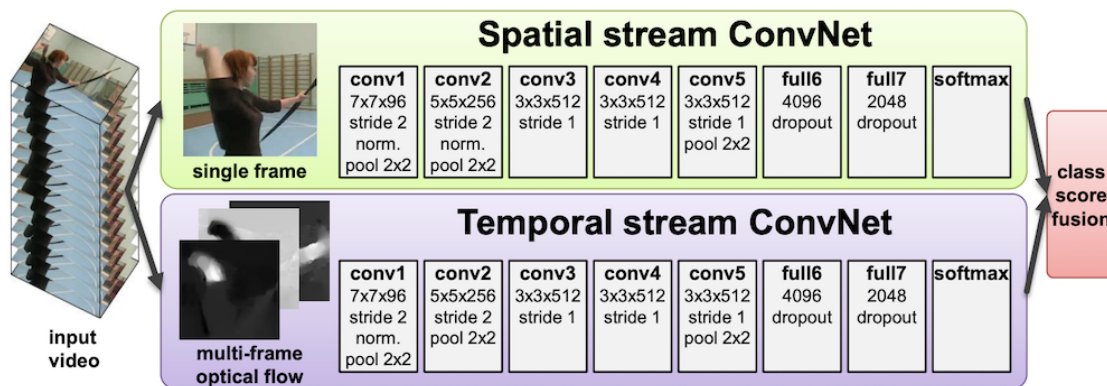 Spatial stream ConvNet
conv1
7x7x96
stride 2
norm.
pool 2x2
conv2
5x5x256
stride 2
norm.
pool 2x2
conv3
3x3x512
stride 1
conv4
3x3x512
stride 1
conv5
3x3x512
stride 1
pool 2x2
full6
4096
dropout
full7
2048
dropout
softmax
single frame
Temporal stream ConvNet
conv1
7x7x96
stride 2
norm.
pool 2x2
conv2
5x5x256
stride 2
pool 2x2
conv3
3x3x512
stride 1
conv4
3x3x512
stride 1
conv5
3x3x512
stride 1
pool 2x2
full6
4096
dropout
full7
2048
dropout
softmax
multi-frame
optical flow
input
video
class
score
fusion